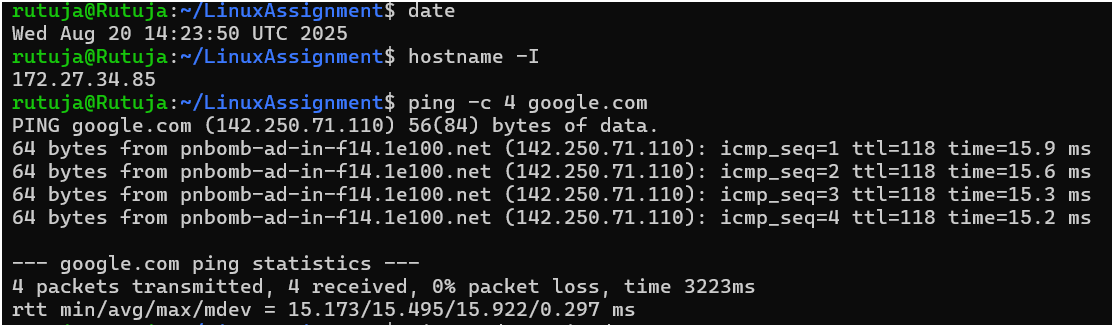 rutuja@Rutuja:~/LinuxAssignment$ date
Wed Aug 20 14:23:50 UTC 2025
rutuja@Rutuja:~/LinuxAssignment$ hostname -I
172.27.34.85
rutuja@Rutuja:~/LinuxAssignment$ ping -c 4 google.com
PING google.com (142.250.71.110) 56(84) bytes of data.
64 bytes from pnbomb-ad-in-f14.1e100.net (142.250.71.110): icmp_seq=1 ttl=118 time=15.9 ms
64 bytes from pnbomb-ad-in-f14.1e100.net (142.250.71.110): icmp_seq=2 ttl=118 time=15.6 ms
64 bytes from pnbomb-ad-in-f14.1e100.net (142.250.71.110): icmp_seq=3 ttl=118 time=15.3 ms
64 bytes from pnbomb-ad-in-f14.1e100.net (142.250.71.110): icmp_seq=4 ttl=118 time=15.2 ms
--- google.com ping statistics ---
4 packets transmitted, 4 received, 0% packet loss, time 3223ms
rtt min/avg/max/mdev = 15.173/15.495/15.922/0.297 ms